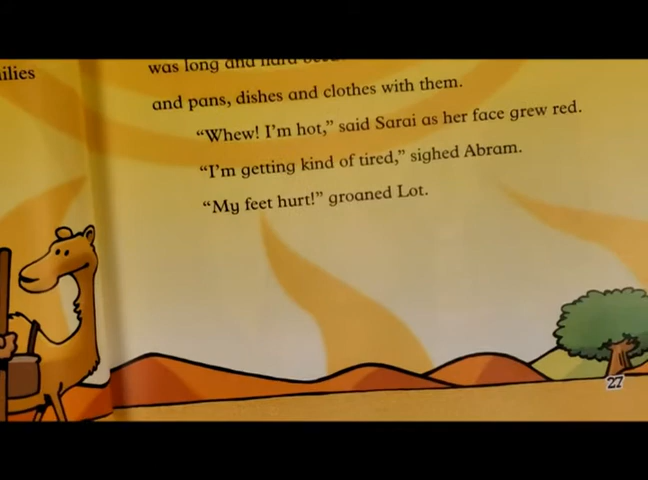 ilies
was long and hard
and pans, dishes and clothes with them.
“Whew! I’m hot,” said Sarai as her face grew red.
“I’m getting kind of tired,” sighed Abram.
“My feet hurt!” groaned Lot.
27